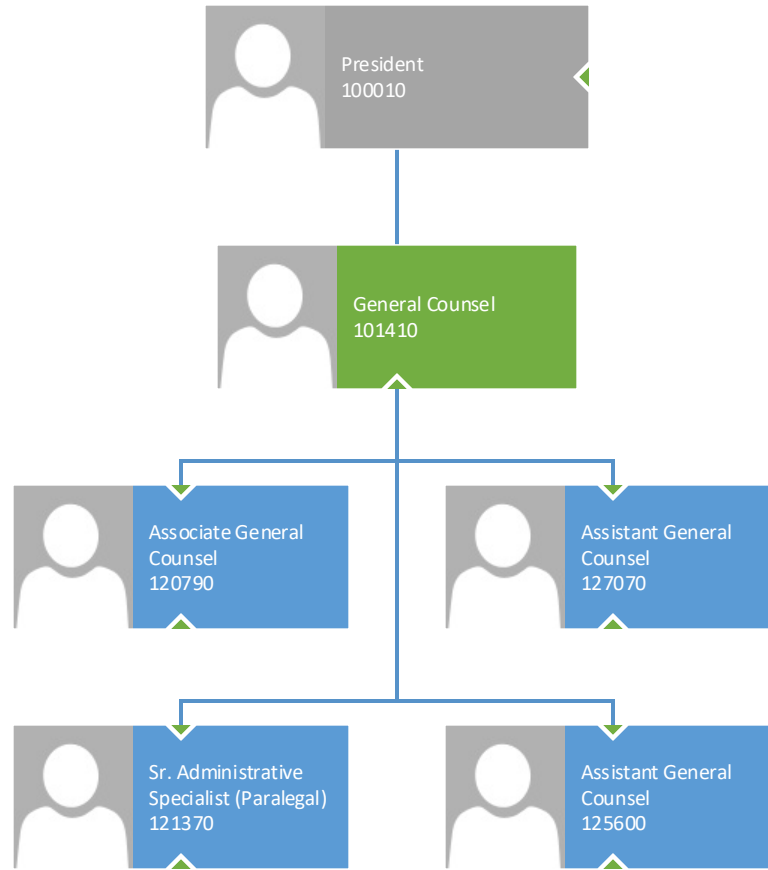 President
100010
General Counsel
101410
Associate General
Counsel
120790
Assistant General
Counsel
127070
Sr. Administrative
Specialist (Paralegal)
121370
Assistant General
Counsel
125600